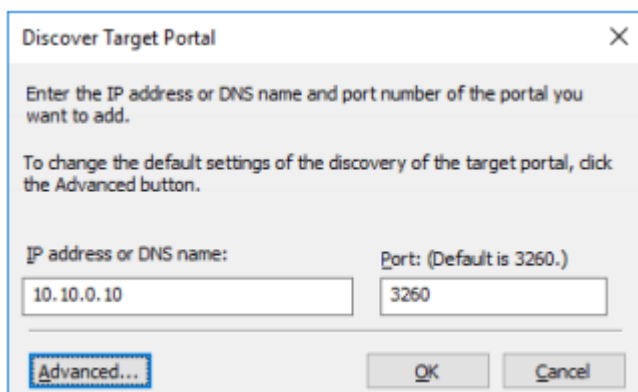 Discover Target Portal
Enter the IP address or DNS name and port number of the portal you
want to add.
To change the default settings of the discovery of the target portal, click
the Advanced button.
IP address or DNS name: Port: (Default is 3260.)
10.10.0.10 3260
Advanced... OK Cancel